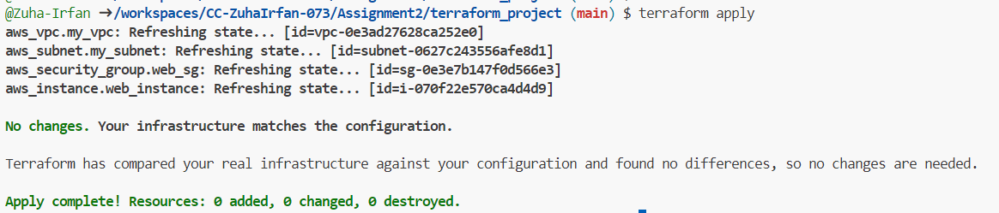 @Zuha-Irfan →/workspaces/CC-ZuhaIrfan-073/Assignment2/terraform_project (main) $ terraform apply
aws_vpc.my_vpc: Refreshing state... [id=vpc-0e3ad27628ca252e0]
aws_subnet.my_subnet: Refreshing state... [id=subnet-0627c243556afe8d1]
aws_security_group.web_sg: Refreshing state... [id=sg-0e3e7b147f0d566e3]
aws_instance.web_instance: Refreshing state... [id=i-070f22e570ca4d4d9]
No changes. Your infrastructure matches the configuration.
Terraform has compared your real infrastructure against your configuration and found no differences, so no changes are needed.
Apply complete! Resources: 0 added, 0 changed, 0 destroyed.